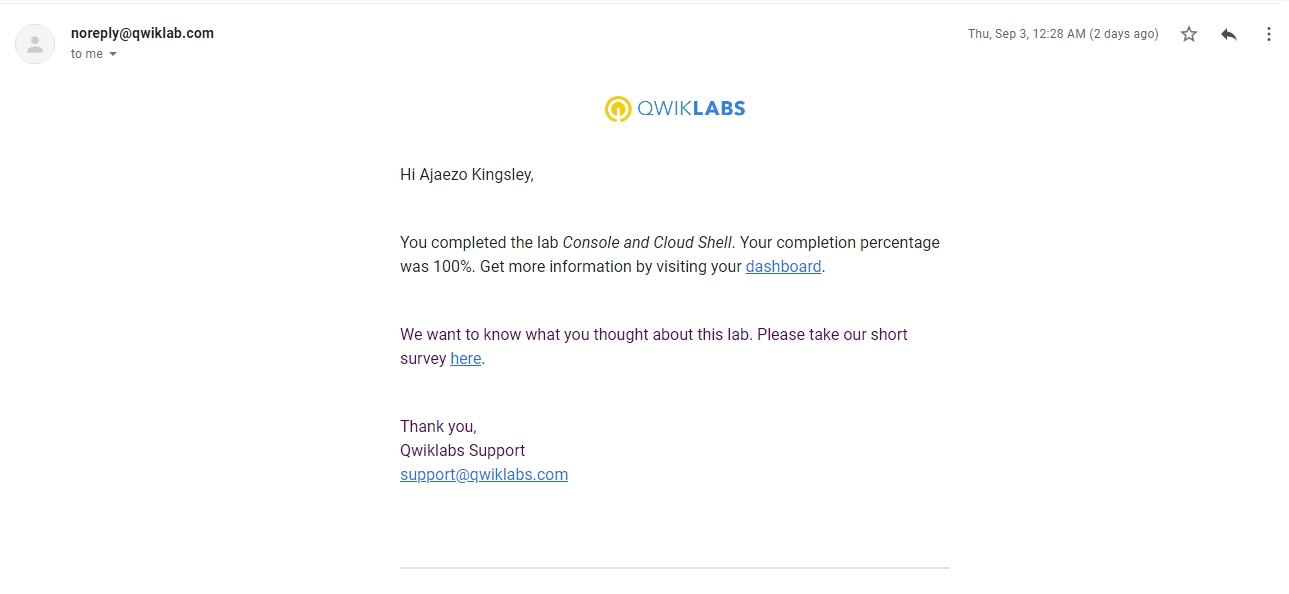 noreply@qwiklab.com
Thu, Sep 3, 12:28 AM (2 days ago)
to me
QWIKLABS
Hi Ajaezo Kingsley,
You completed the lab Console and Cloud Shell. Your completion percentage
was 100%. Get more information by visiting your dashboard.
We want to know what you thought about this lab. Please take our short
survey here.
Thank you,
Qwiklabs Support
support@qwiklabs.com